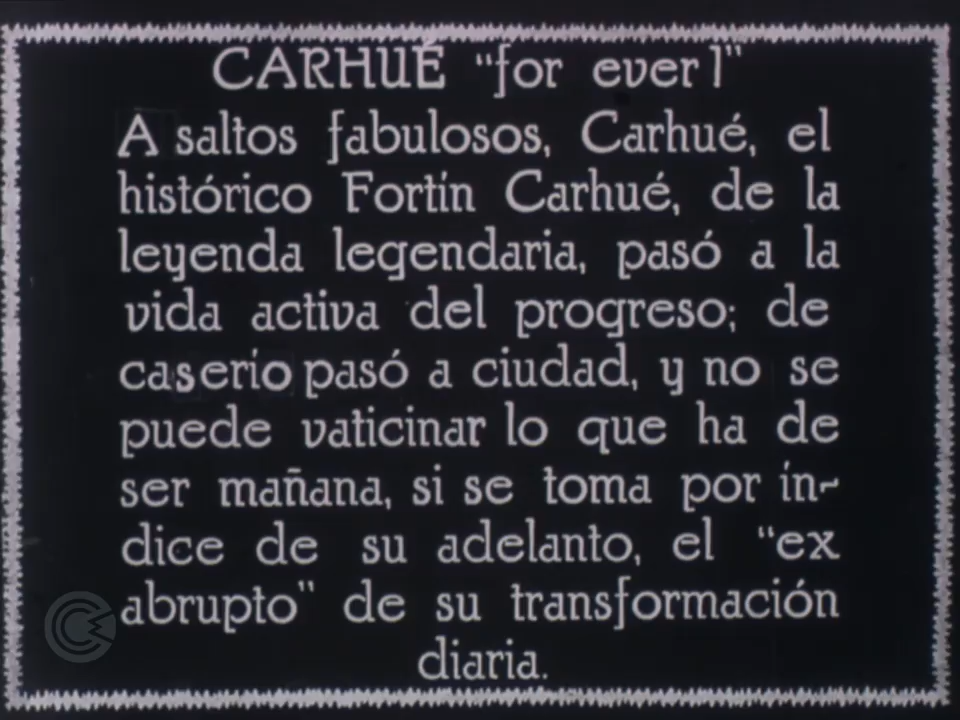 CARHUÉ "for ever!"
A saltos fabulosos, Carhué, el
histórico Fortín Carhué, de la
leyenda legendaria, pasó a la
vida activa del progreso; de
caserío pasó a ciudad, y no se
puede vaticinar lo que ha de
ser mañana, si se toma por ín-
dice de su adelanto, el "ex
abrupto" de su transformación
diaria.